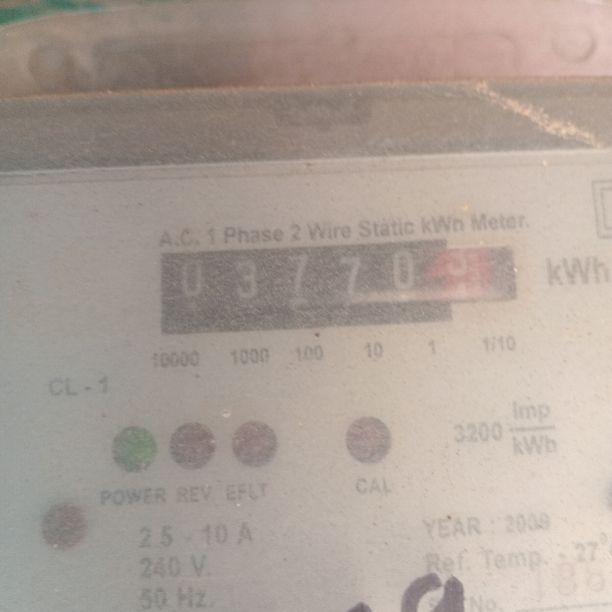 A.C. 1 Phase 2 Wire Static kWh Meter.
0 3 7 7 0
kWh
10000 1000 100 10 1 1/10
CL - 1
3200 Imp/kWh
POWER REV EFLT CAL
2.5 - 10 A
YEAR : 2009
240 V.
Ref. Temp. - 27°
50 Hz.
No.